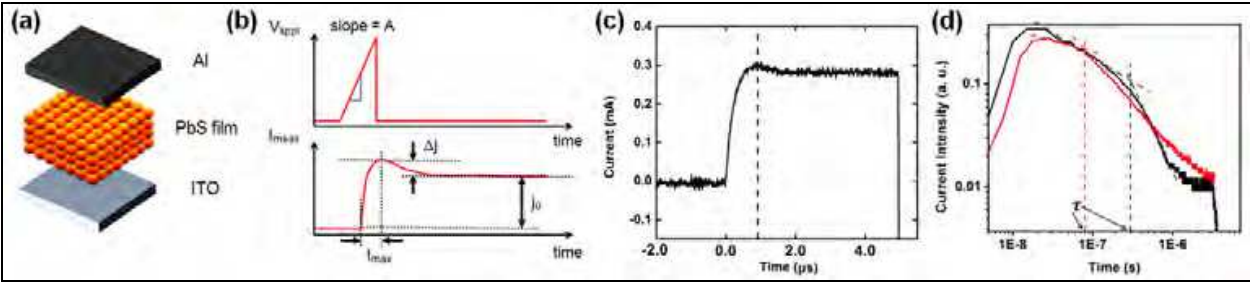 (a)
Al
PbS film
ITO
(b)
slope = A
time
Δj
j₀
t max
time
(c)
Current (mA)
0.4
0.3
0.2
0.1
0.0
-0.1
-2.0
0.0
2.0
4.0
Time (μs)
(d)
Current Intensity (a. u.)
0.1
0.01
τ
1E-8
1E-7
1E-6
Time (s)